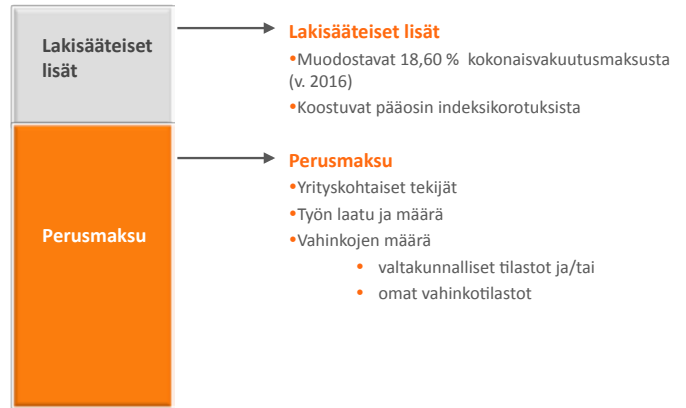 Lakisääteiset
lisät
Lakisääteiset lisät
•Muodostavat 18,60 % kokonaisvakuutusmaksusta
(v. 2016)
•Koostuvat pääosin indeksikorotuksista
Perusmaksu
Perusmaksu
•Yrityskohtaiset tekijät
•Työn laatu ja määrä
•Vahinkojen määrä
• valtakunnalliset tilastot ja/tai
• omat vahinkotilastot